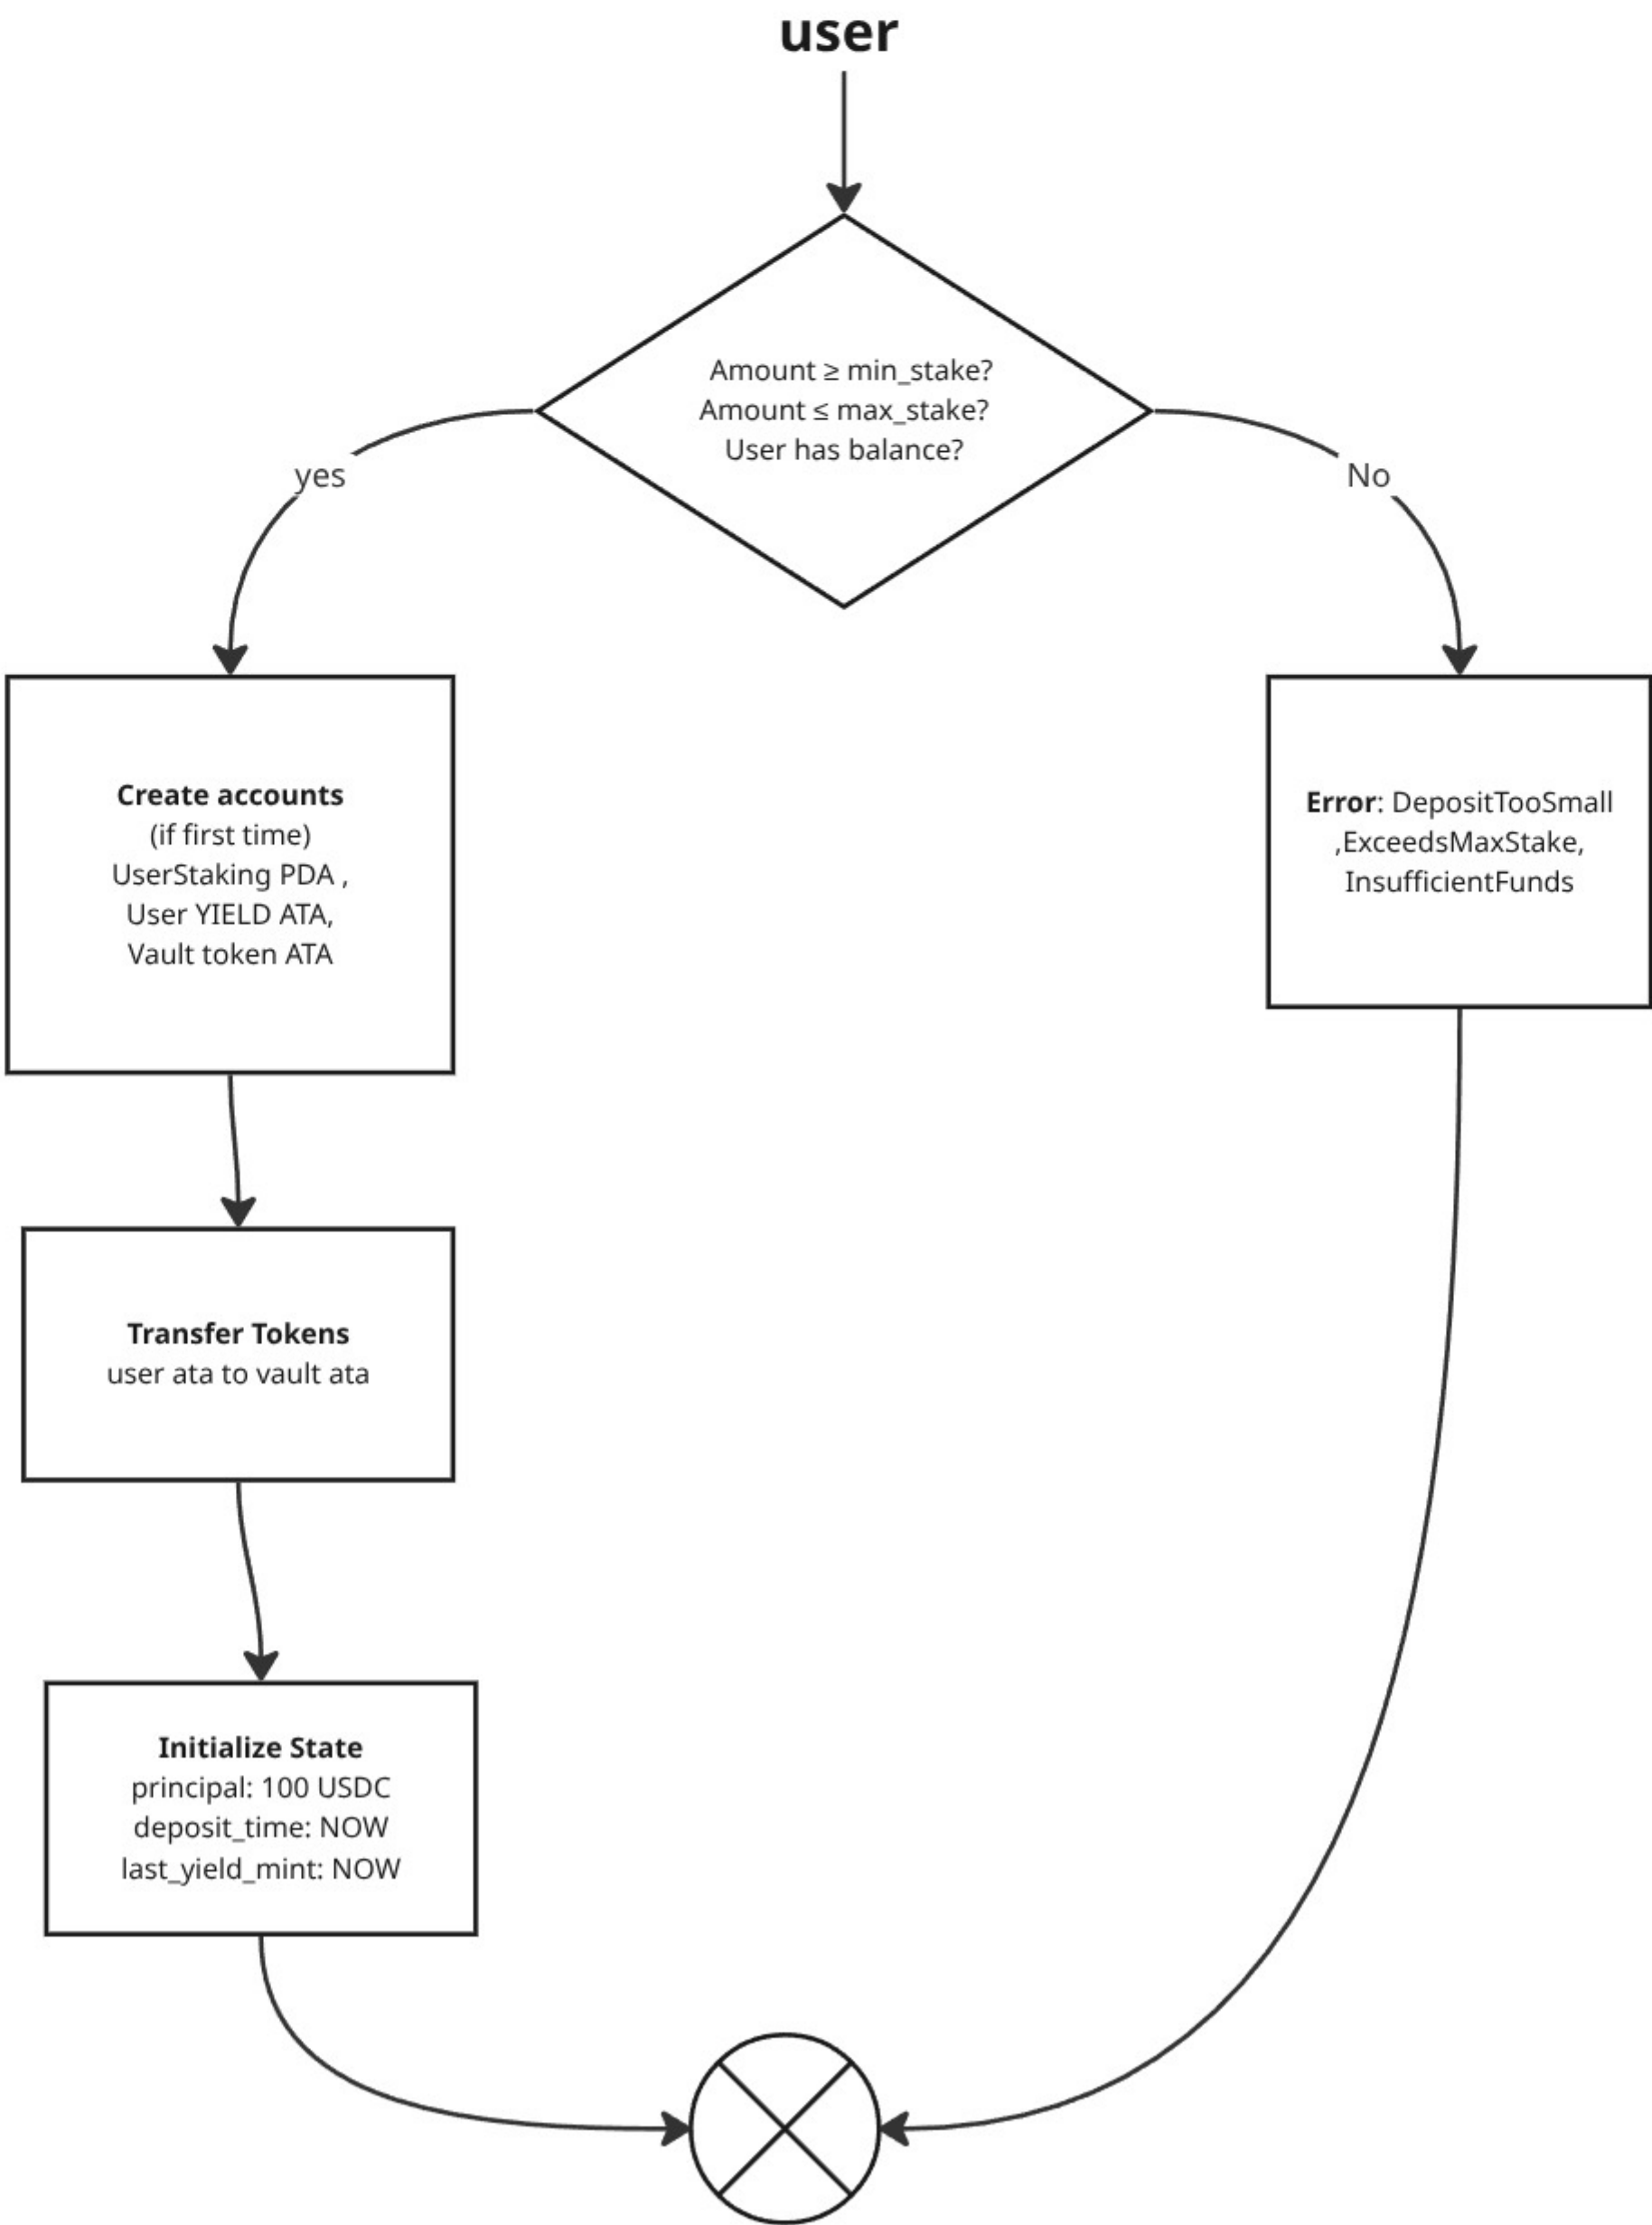 user
Amount ≥ min_stake?
Amount ≤ max_stake?
User has balance?
yes
No
Create accounts
(if first time)
UserStaking PDA ,
User YIELD ATA,
Vault token ATA
Error: DepositTooSmall
,ExceedsMaxStake,
InsufficientFunds
Transfer Tokens
user ata to vault ata
Initialize State
principal: 100 USDC
deposit_time: NOW
last_yield_mint: NOW